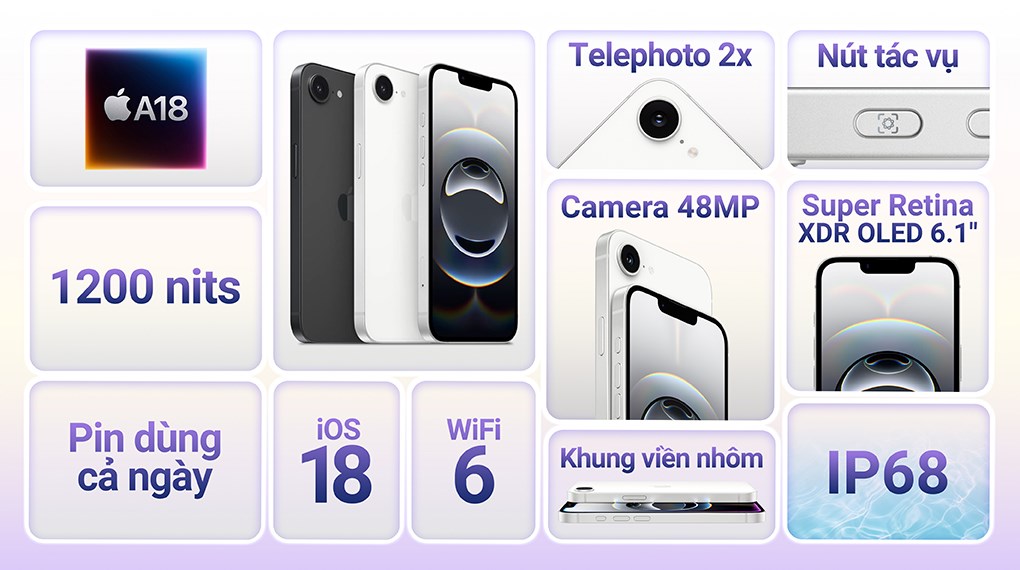 A18
1200 nits
Pin dùng
cả ngày
iOS
18
WiFi
6
Telephoto 2x
Camera 48MP
Khung viền nhôm
Nút tác vụ
Super Retina
XDR OLED 6.1"
IP68